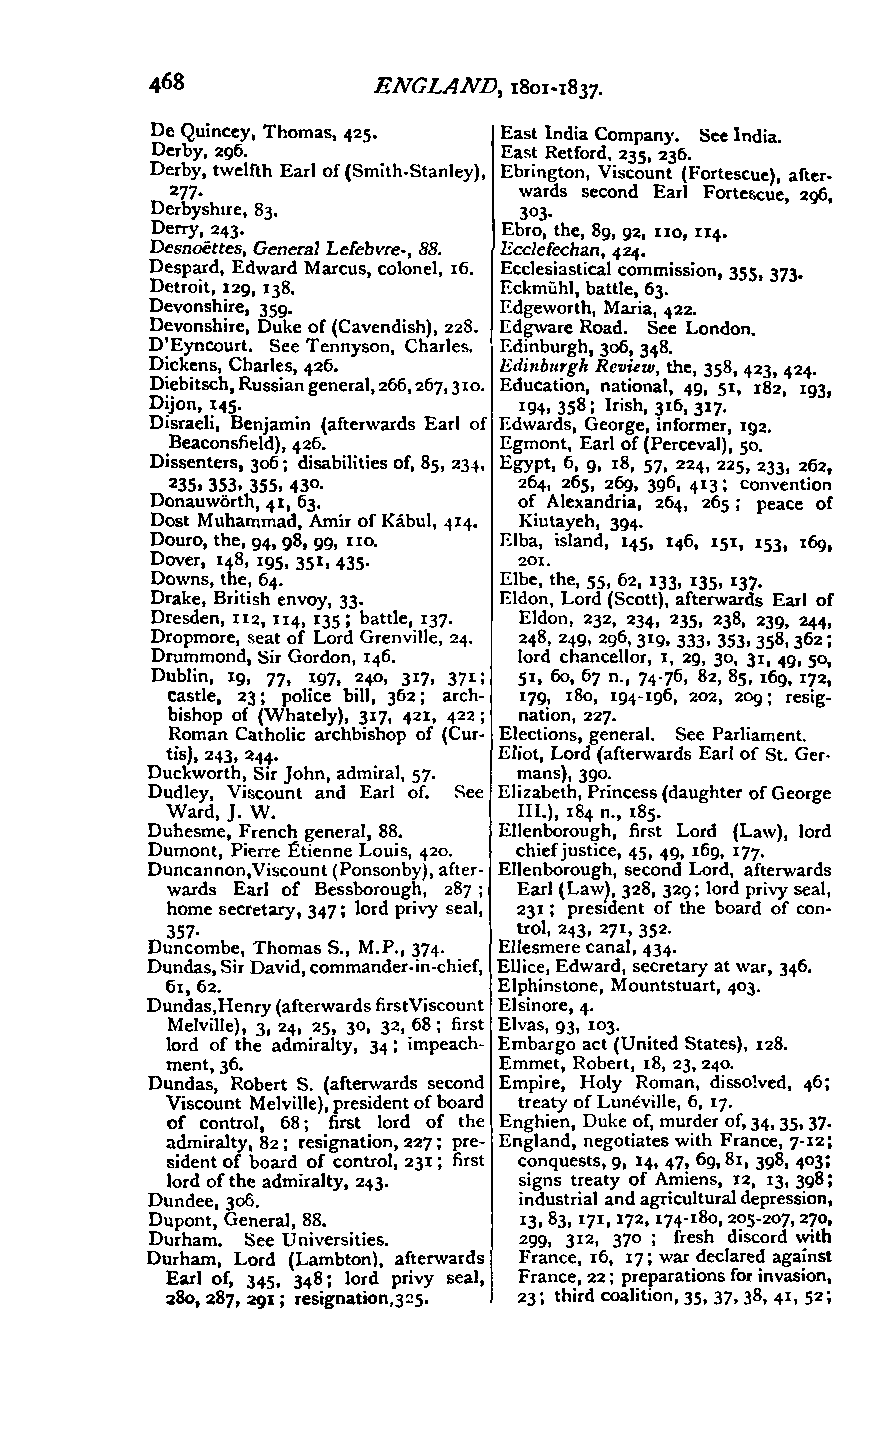 468
ENGLAND, 1801-1837.
De Quincey, Thomas, 425.
Derby, 296.
Derby, twelfth Earl of (Smith-Stanley),
277.
Derbyshire, 83.
Derry, 243.
Desnoëttes, General Lefebvre-, 88.
Despard, Edward Marcus, colonel, 16.
Detroit, 129, 138.
Devonshire, 359.
Devonshire, Duke of (Cavendish), 228.
D'Eyncourt. See Tennyson, Charles.
Dickens, Charles, 426.
Diebitsch, Russian general, 266, 267, 310.
Dijon, 145.
Disraeli, Benjamin (afterwards Earl of
Beaconsfield), 426.
Dissenters, 306; disabilities of, 85, 234,
235, 353, 355, 430.
Donauwörth, 41, 63.
Dost Muhammad, Amir of Kábul, 414.
Douro, the, 94, 98, 99, 110.
Dover, 148, 195, 351, 435.
Downs, the, 64.
Drake, British envoy, 33.
Dresden, 112, 114, 135; battle, 137.
Dropmore, seat of Lord Grenville, 24.
Drummond, Sir Gordon, 146.
Dublin, 19, 77, 197, 240, 317, 371;
castle, 23; police bill, 362; arch-
bishop of (Whately), 317, 421, 422;
Roman Catholic archbishop of (Cur-
tis), 243, 244.
Duckworth, Sir John, admiral, 57.
Dudley, Viscount and Earl of. See
Ward, J. W.
Duhesme, French general, 88.
Dumont, Pierre Étienne Louis, 420.
Duncannon, Viscount (Ponsonby), after-
wards Earl of Bessborough, 287;
home secretary, 347; lord privy seal,
357.
Duncombe, Thomas S., M.P., 374.
Dundas, Sir David, commander-in-chief,
61, 62.
Dundas, Henry (afterwards first Viscount
Melville), 3, 24, 25, 30, 32, 68; first
lord of the admiralty, 34; impeach-
ment, 36.
Dundas, Robert S. (afterwards second
Viscount Melville), president of board
of control, 68; first lord of the
admiralty, 82; resignation, 227; pre-
sident of board of control, 231; first
lord of the admiralty, 243.
Dundee, 306.
Dupont, General, 88.
Durham. See Universities.
Durham, Lord (Lambton), afterwards
Earl of, 345, 348; lord privy seal,
280, 287, 291; resignation, 325.
East India Company. See India.
East Retford, 235, 236.
Ebrington, Viscount (Fortescue), after-
wards second Earl Fortescue, 296,
303.
Ebro, the, 89, 92, 110, 114.
Ecclefechan, 424.
Ecclesiastical commission, 355, 373.
Eckmühl, battle, 63.
Edgeworth, Maria, 422.
Edgware Road. See London.
Edinburgh, 306, 348.
Edinburgh Review, the, 358, 423, 424.
Education, national, 49, 51, 182, 193,
194, 358; Irish, 316, 317.
Edwards, George, informer, 192.
Egmont, Earl of (Perceval), 50.
Egypt, 6, 9, 18, 57, 224, 225, 233, 262,
264, 265, 269, 396, 413; convention
of Alexandria, 264, 265; peace of
Kiutayeh, 394.
Elba, island, 145, 146, 151, 153, 169,
201.
Elbe, the, 55, 62, 133, 135, 137.
Eldon, Lord (Scott), afterwards Earl of
Eldon, 232, 234, 235, 238, 239, 244,
248, 249, 296, 319, 333, 353, 358, 362;
lord chancellor, 1, 29, 30, 31, 49, 50,
51, 60, 67 n., 74-76, 82, 85, 169, 172,
179, 180, 194-196, 202, 209; resig-
nation, 227.
Elections, general. See Parliament.
Eliot, Lord (afterwards Earl of St. Ger-
mans), 390.
Elizabeth, Princess (daughter of George
III.), 184 n., 185.
Ellenborough, first Lord (Law), lord
chief justice, 45, 49, 169, 177.
Ellenborough, second Lord, afterwards
Earl (Law), 328, 329; lord privy seal,
231; president of the board of con-
trol, 243, 271, 352.
Ellesmere canal, 434.
Ellice, Edward, secretary at war, 346.
Elphinstone, Mountstuart, 403.
Elsinore, 4.
Elvas, 93, 103.
Embargo act (United States), 128.
Emmet, Robert, 18, 23, 240.
Empire, Holy Roman, dissolved, 46;
treaty of Lunéville, 6, 17.
Enghien, Duke of, murder of, 34, 35, 37.
England, negotiates with France, 7-12;
conquests, 9, 14, 47, 69, 81, 398, 403;
signs treaty of Amiens, 12, 13, 398;
industrial and agricultural depression,
13, 83, 171, 172, 174-180, 205-207, 270,
299, 312, 370; fresh discord with
France, 16, 17; war declared against
France, 22; preparations for invasion,
23; third coalition, 35, 37, 38, 41, 52;